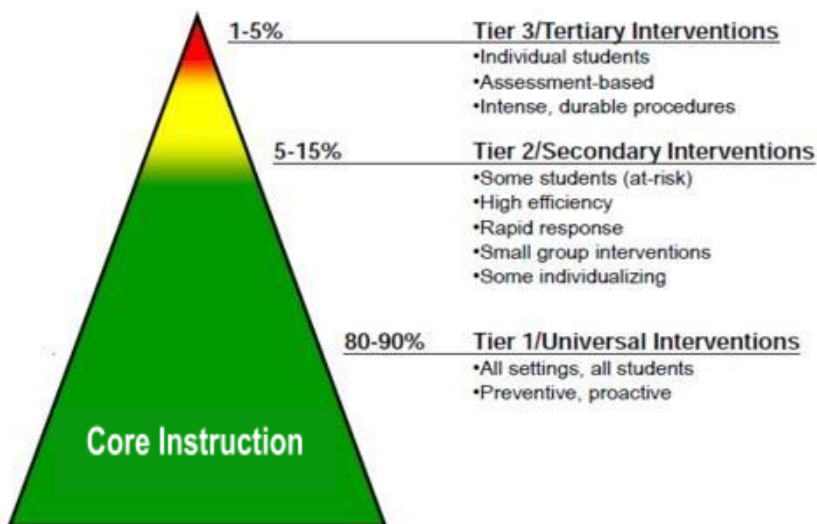 1-5% Tier 3/Tertiary Interventions
•Individual students
•Assessment-based
•Intense, durable procedures
5-15% Tier 2/Secondary Interventions
•Some students (at-risk)
•High efficiency
•Rapid response
•Small group interventions
•Some individualizing
80-90% Tier 1/Universal Interventions
•All settings, all students
•Preventive, proactive
Core Instruction